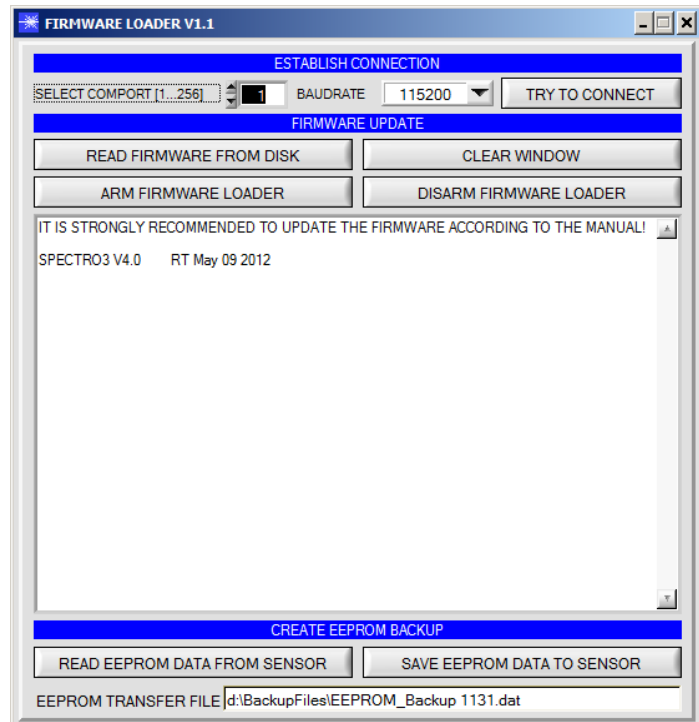 FIRMWARE LOADER V1.1
ESTABLISH CONNECTION
SELECT COMPORT [1...256] 1 BAUDRATE 115200 TRY TO CONNECT
FIRMWARE UPDATE
READ FIRMWARE FROM DISK CLEAR WINDOW
ARM FIRMWARE LOADER DISARM FIRMWARE LOADER
IT IS STRONGLY RECOMMENDED TO UPDATE THE FIRMWARE ACCORDING TO THE MANUAL!
SPECTRO3 V4.0 RT May 09 2012
CREATE EEPROM BACKUP
READ EEPROM DATA FROM SENSOR SAVE EEPROM DATA TO SENSOR
EEPROM TRANSFER FILE d:\BackupFiles\EEPROM_Backup 1131.dat